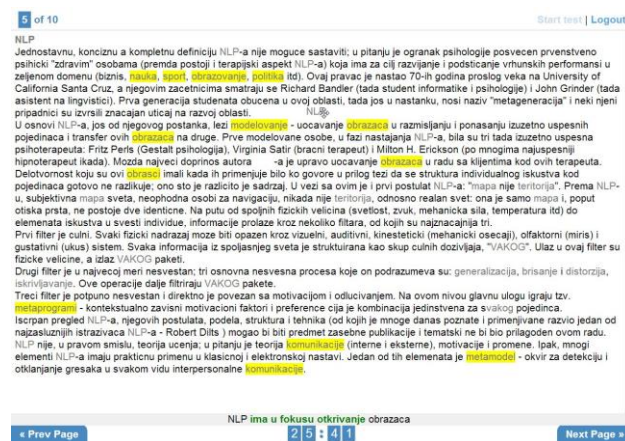 5 of 10
Start test | Logout
NLP
Jednostavnu, konciznu a kompletnu definiciju NLP-a nije moguce sastaviti; u pitanju je ogranak psihologije posvecen prvenstveno
psihicki "zdravim" osobama (premda postoji i terapijski aspekt NLP-a) koja ima za cilj razvijanje i podsticanje vrhunskih performansi u
zeljenom domenu (biznis, nauka, sport, obrazovanje, politika itd). Ovaj pravac je nastao 70-ih godina proslog veka na University of
California Santa Cruz, a njegovim zacetnicima smatraju se Richard Bandler (tada student informatike i psihologije) i John Grinder (tada
asistent na lingvistici). Prva generacija studenata obucena u ovoj oblasti, tada jos u nastanku, nosi naziv "metageneracija" i neki njeni
pripadnici su izvrsili znacajan uticaj na razvoj oblasti.
NLP
U osnovi NLP-a, jos od njegovog postanka, lezi modelovanje - uocavanje obrazaca u razmisljanju i ponasanju izuzetno uspesnih
pojedinaca i transfer ovih obrazaca na druge. Prve modelovane osobe, u fazi nastajanja NLP-a, bila su tri tada izuzetno uspesna
psihoterapeuta: Fritz Perls (Gestalt psihologija), Virginia Satir (bracni terapeut) i Milton H. Erickson (po mnogima najuspesniji
hipnoterapeut ikada). Mozda najveci doprinos autora -a je upravo uocavanje obrazaca u radu sa klijentima kod ovih terapeuta.
Delotvornost koju su ovi obrasci imali kada ih primenjuje bilo ko govore u prilog tezi da se struktura individualnog iskustva kod
pojedinaca gotovo ne razlikuje; ono sto je razlicito je sadrzaj. U vezi sa ovim je i prvi postulat NLP-a: "mapa nije teritorija". Prema NLP-
u, subjektivna mapa sveta, neophodna osobi za navigaciju, nikada nije teritorija, odnosno realan svet: ona je samo mapa i, poput
otiska prsta, ne postoje dve identicne. Na putu od spoljnih fizickih velicina (svetlost, zvuk, mehanicka sila, temperatura itd) do
elemenata iskustva u svesti individue, informacije prolaze kroz nekoliko filtara, od kojih su najznacajnija tri.
Prvi filter je culni. Svaki fizicki nadrazaj moze biti opazen kroz vizuelni, auditivni, kinesteticki (mehanicki osecaji), olfaktorni (miris) i
gustativni (ukus) sistem. Svaka informacija iz spoljasnjeg sveta je struktuirana kao skup culnih dozivljaja, "VAKOG". Ulaz u ovaj filter su
fizicke velicine, a izlaz VAKOG paketi.
Drugi filter je u najvecoj meri nesvestan; tri osnovna nesvesna procesa koje on podrazumeva su: generalizacija, brisanje i distorzija,
iskrivljavanje. Ove operacije dalje filtriraju VAKOG pakete.
Treci filter je potpuno nesvestan i direktno je povezan sa motivacijom i odlucivanjem. Na ovom nivou glavnu ulogu igraju tzv.
metaprogrami - kontekstualno zavisni motivacioni faktori i preference cija je kombinacija jedinstvena za svakog pojedinca.
Iscrpan pregled NLP-a, njegovih postulata, podela, struktura i tehnika (od kojih je mnoge danas poznate i primenjivane razvio jedan od
najzasluznijih istrazivaca NLP-a - Robert Dilts ) mogao bi biti predmet zasebne publikacije i tematski ne bi bio prilagoden ovom radu.
NLP nije, u pravom smislu, teorija ucenja; u pitanju je teorija komunikacije (interne i eksterne), motivacije i promene. Ipak, mnogi
elementi NLP-a imaju prakticnu primenu u klasicnoj i elektronskoj nastavi. Jedan od tih elemenata je metamodel - okvir za detekciju i
otklanjanje gresaka u svakom vidu interpersonalne komunikacije.
NLP ima u fokusu otkrivanje obrazaca
« Prev Page
25:41
Next Page »